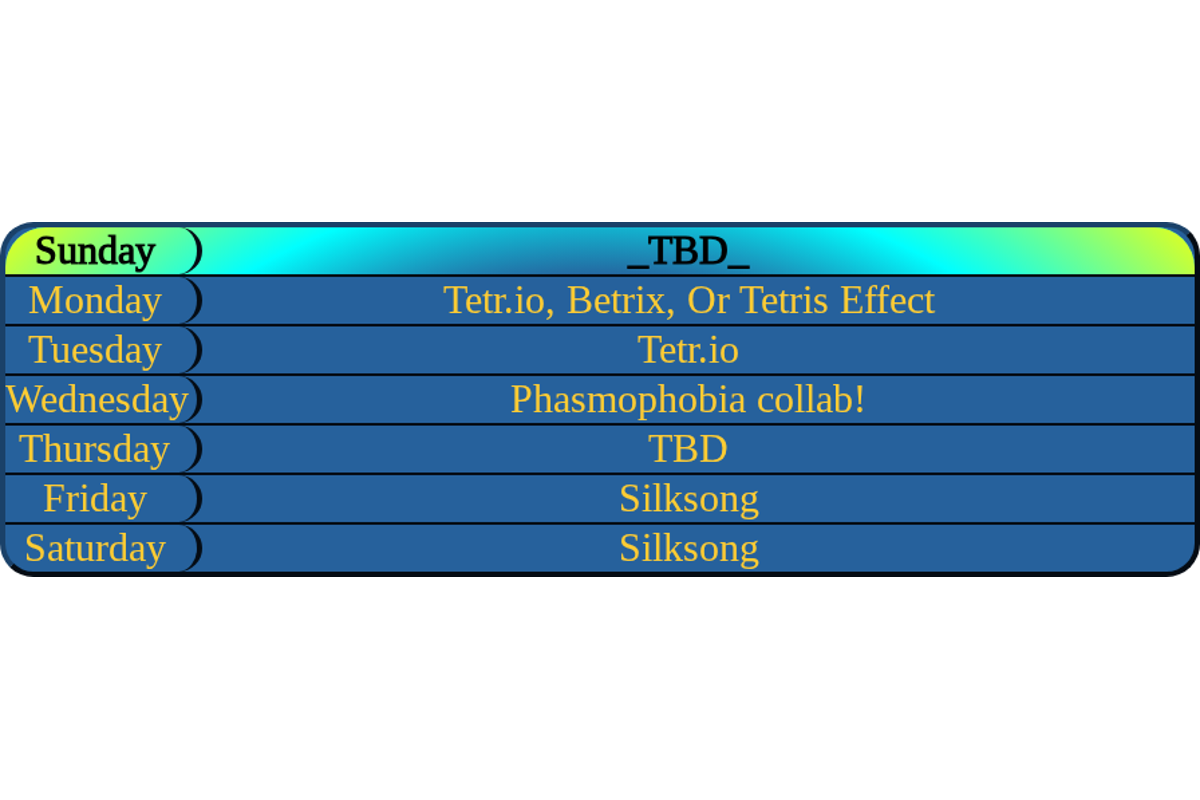 Sunday _TBD_
Monday Tetr.io, Betrix, Or Tetris Effect
Tuesday Tetr.io
Wednesday Phasmophobia collab!
Thursday TBD
Friday Silksong
Saturday Silksong